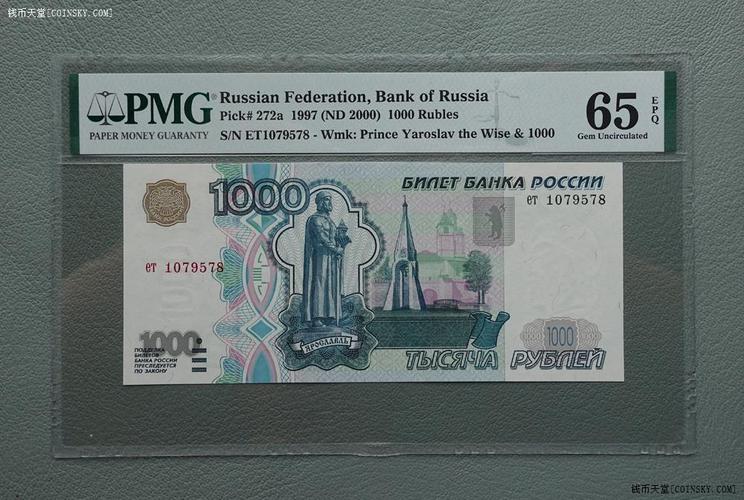 钱币天堂[COINSKY.COM]
PMG
PAPER MONEY GUARANTY
Russian Federation, Bank of Russia
Pick# 272a 1997 (ND 2000) 1000 Rubles
S/N ET1079578 - Wmk: Prince Yaroslav the Wise & 1000
65
EPQ
Gem Uncirculated
1000
БИЛЕТ БАНКА РОССИИ
ет 1079578
ет 1079578
ЯРОСЛАВЛЬ
1000
1000
ПОДДЕЛКА
БИЛЕТОВ
БАНКА РОССИИ
ПРЕСЛЕДУЕТСЯ
ПО ЗАКОНУ
ТЫСЯЧА РУБЛЕЙ
钱币天堂[COINSKY.COM]